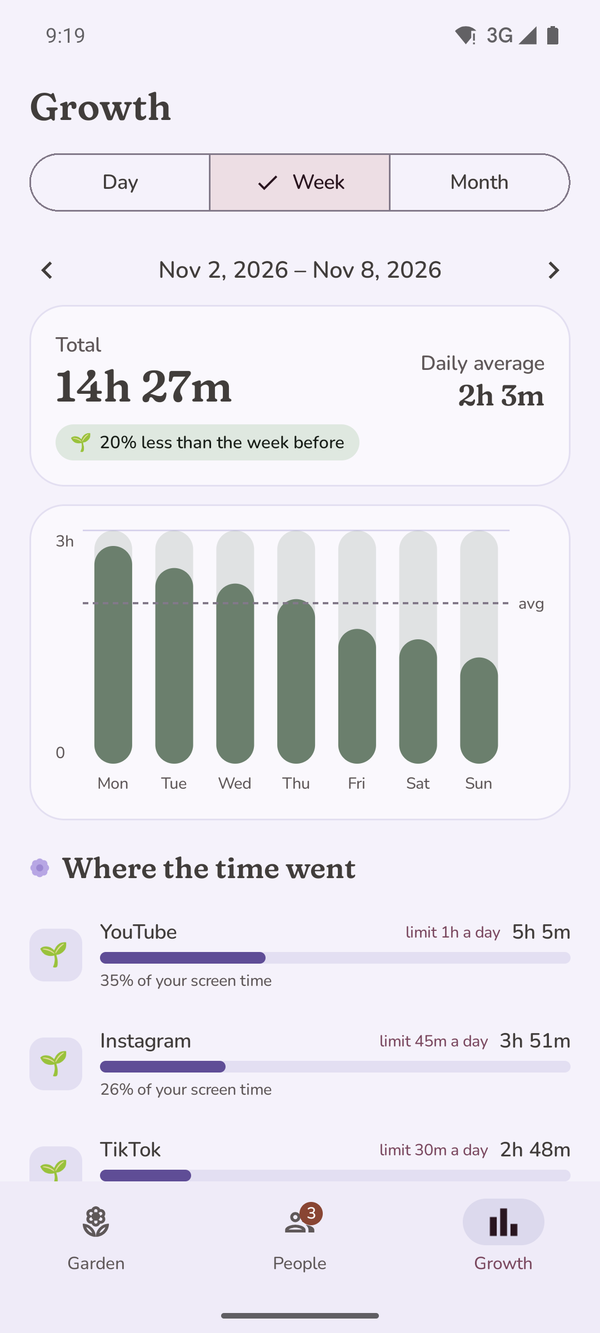 9:19
3G
Growth
Day
Week
Month
Nov 2, 2026 – Nov 8, 2026
Total
14h 27m
Daily average
2h 3m
20% less than the week before
3h
avg
0
Mon Tue Wed Thu Fri Sat Sun
Where the time went
YouTube limit 1h a day 5h 5m
35% of your screen time
Instagram limit 45m a day 3h 51m
26% of your screen time
TikTok limit 30m a day 2h 48m
3
Garden People Growth